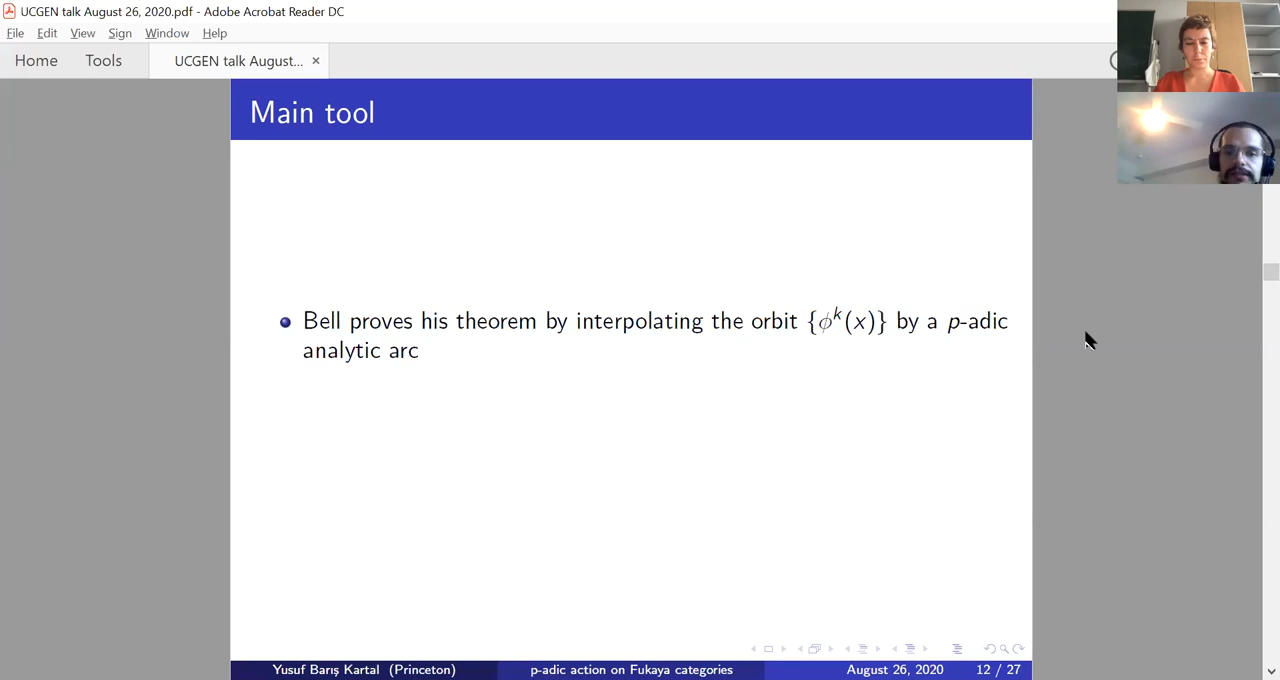 UCGEN talk August 26, 2020.pdf - Adobe Acrobat Reader DC
File Edit View Sign Window Help
Home Tools UCGEN talk August... ×
Main tool
Bell proves his theorem by interpolating the orbit {ϕ^k(x)} by a p-adic
analytic arc
Yusuf Barış Kartal (Princeton) p-adic action on Fukaya categories August 26, 2020 12 / 27